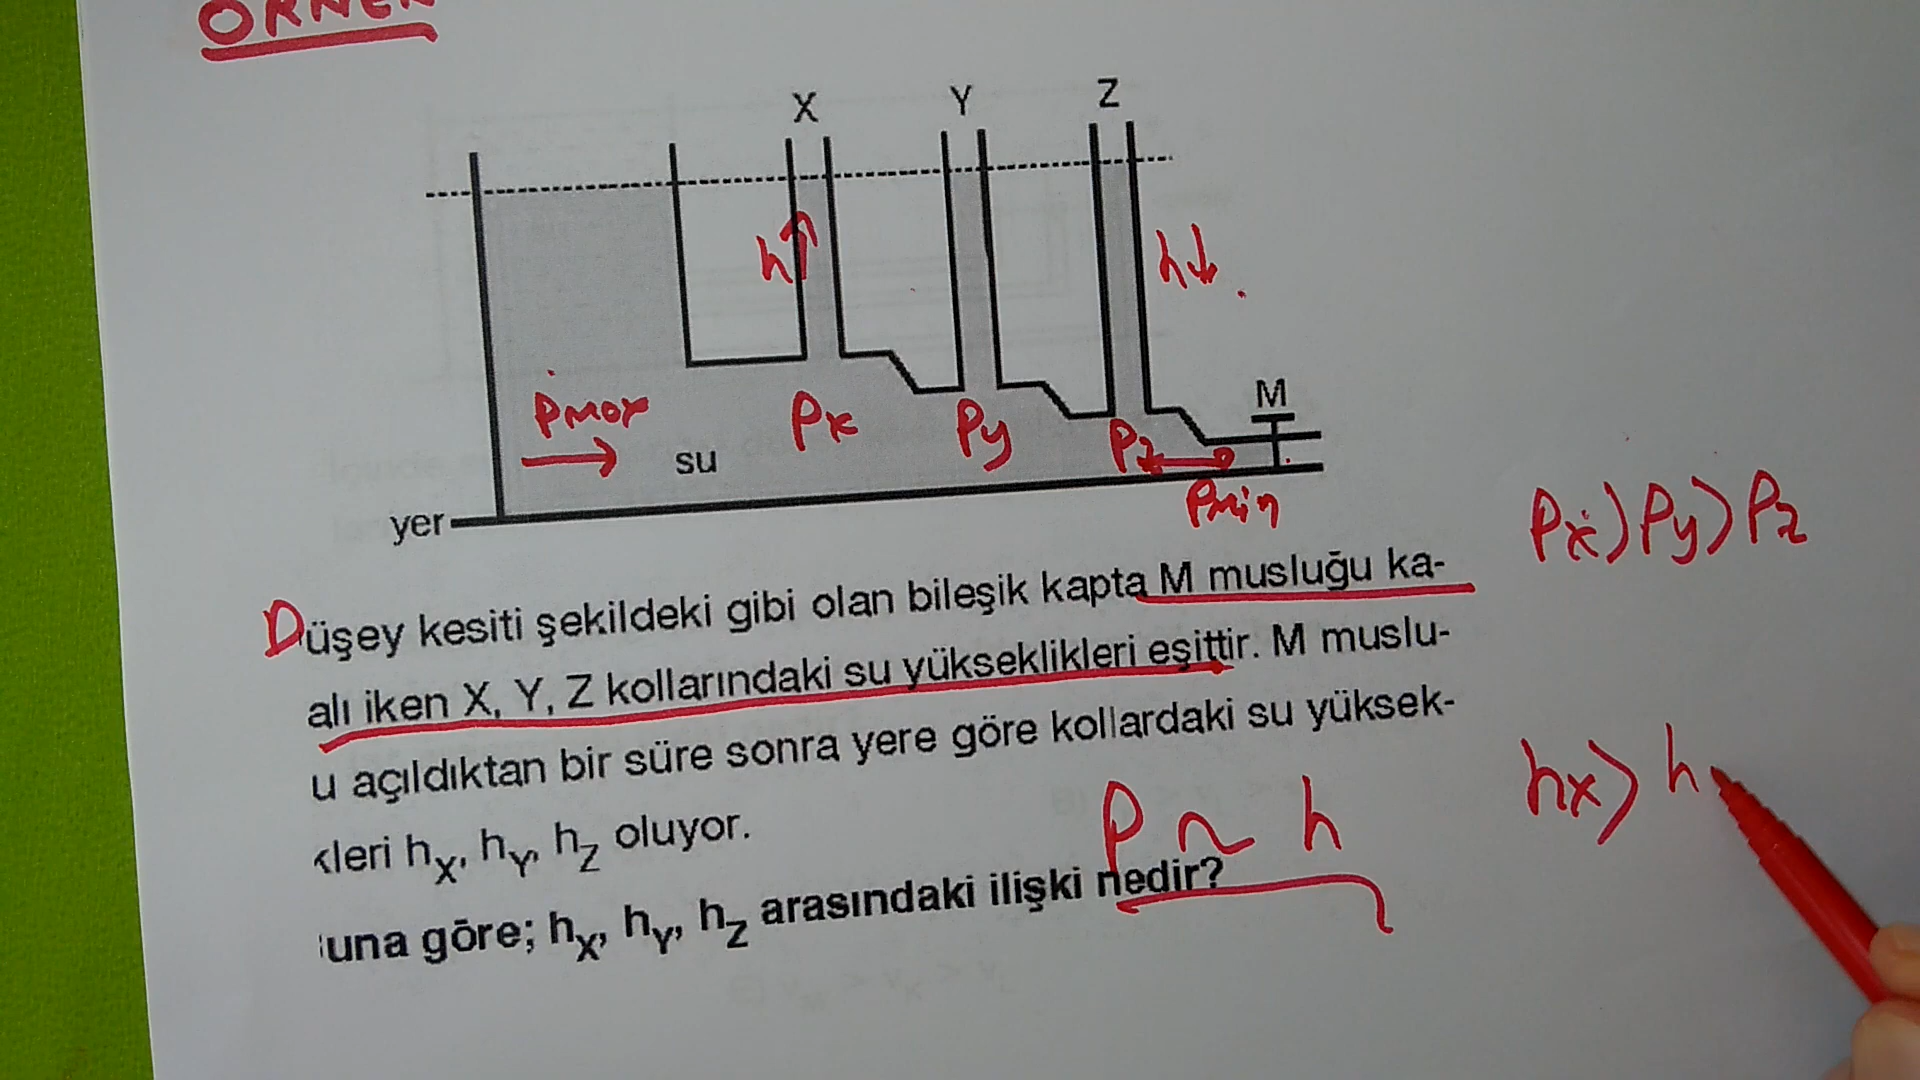 ÖRNEK
X Y Z
h↑ h↓
M
Pmax Px Py Pz
su
Pmin
yer
Px > Py > Pz
Düşey kesiti şekildeki gibi olan bileşik kapta M musluğu ka-
alı iken X, Y, Z kollarındaki su yükseklikleri eşittir. M muslu-
u açıldıktan bir süre sonra yere göre kollardaki su yüksek-
leri hX, hY, hZ oluyor.
P ~ h
hx > h
una göre; hX, hY, hZ arasındaki ilişki nedir?